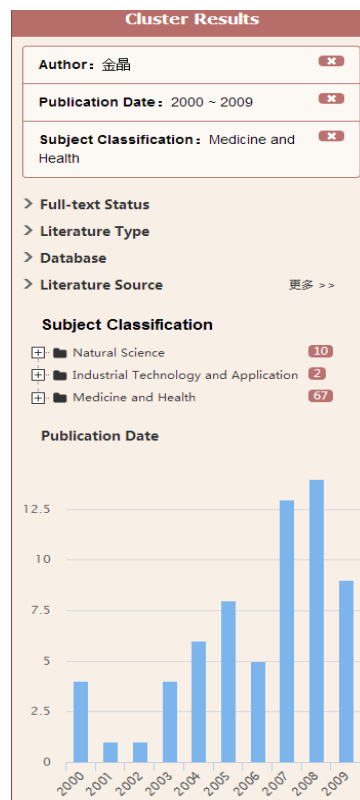 Cluster Results
Author：金晶
Publication Date：2000 ~ 2009
Subject Classification：Medicine and
Health
Full-text Status
Literature Type
Database
Literature Source 更多 >>
Subject Classification
Natural Science 10
Industrial Technology and Application 2
Medicine and Health 67
Publication Date
12.5
10
7.5
5
2.5
0
2000 2001 2002 2003 2004 2005 2006 2007 2008 2009